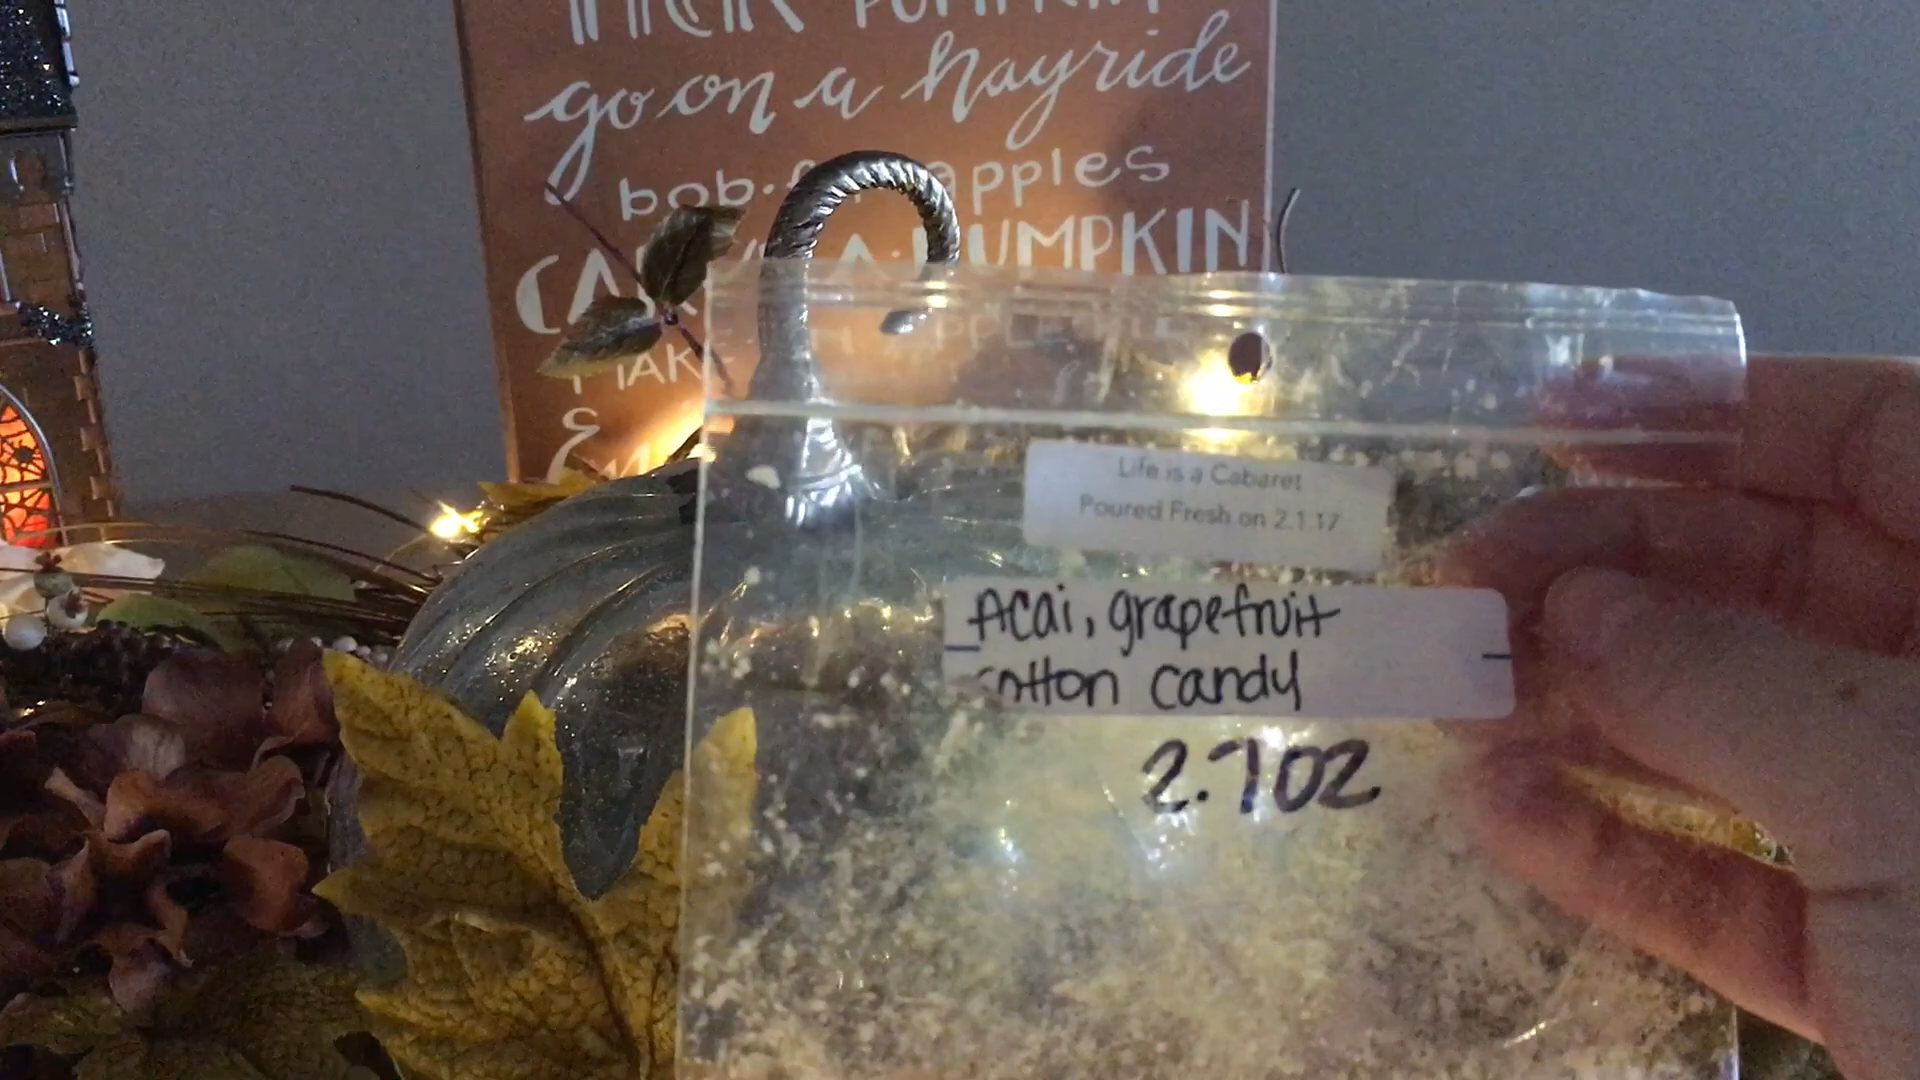 PUMPKIN
go on a hayride
bob apples
A PUMPKIN
Life is a Cabaret
Poured Fresh on 2.1.17
Acai, grapefruit
cotton candy
2.7oz